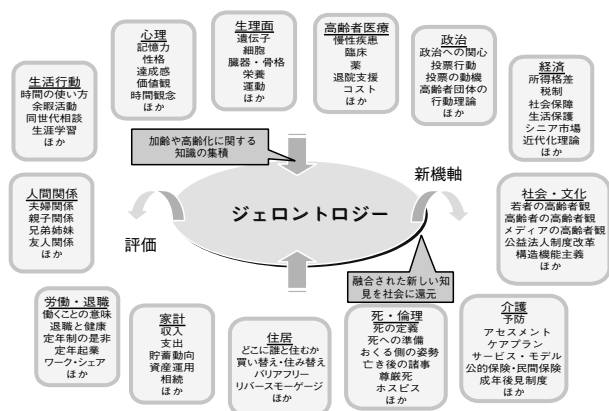 生活行動
時間の使い方
余暇活動
同世代相談
生涯学習
ほか
心理
記憶力
性格
達成感
価値観
時間観念
ほか
生理面
遺伝子
細胞
臓器・骨格
栄養
運動
ほか
高齢者医療
慢性疾患
臨床
薬
退院支援
コスト
ほか
政治
政治への関心
投票行動
投票の動機
高齢者団体の
行動理論
ほか
経済
所得格差
税制
社会保障
生活保護
シニア市場
近代化理論
ほか
加齢や高齢化に関する
知識の集積
人間関係
夫婦関係
親子関係
兄弟姉妹
友人関係
ほか
評価
ジェロントロジー
新機軸
社会・文化
若者の高齢者観
高齢者の高齢者観
メディアの高齢者観
公益法人制度改革
構造機能主義
ほか
融合された新しい知
見を社会に還元
労働・退職
働くことの意味
退職と健康
定年制の是非
定年起業
ワーク・シェア
ほか
家計
収入
支出
貯蓄動向
資産運用
相続
ほか
住居
どこに誰と住むか
買い替え・住み替え
バリアフリー
リバースモーゲージ
ほか
死・倫理
死の定義
死への準備
おくる側の姿勢
亡き後の諸事
尊厳死
ホスピス
ほか
介護
予防
アセスメント
ケアプラン
サービス・モデル
公的保険・民間保険
成年後見制度
ほか